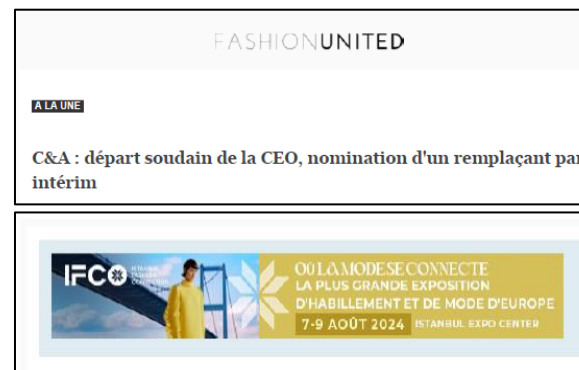 FASHIONUNITED
A LA UNE
C&A : départ soudain de la CEO, nomination d'un remplaçant par
intérim
IFCO
OÙ LA MODE SE CONNECTE
LA PLUS GRANDE EXPOSITION
D'HABILLEMENT ET DE MODE D'EUROPE
7-9 AOÛT 2024 ISTANBUL EXPO CENTER